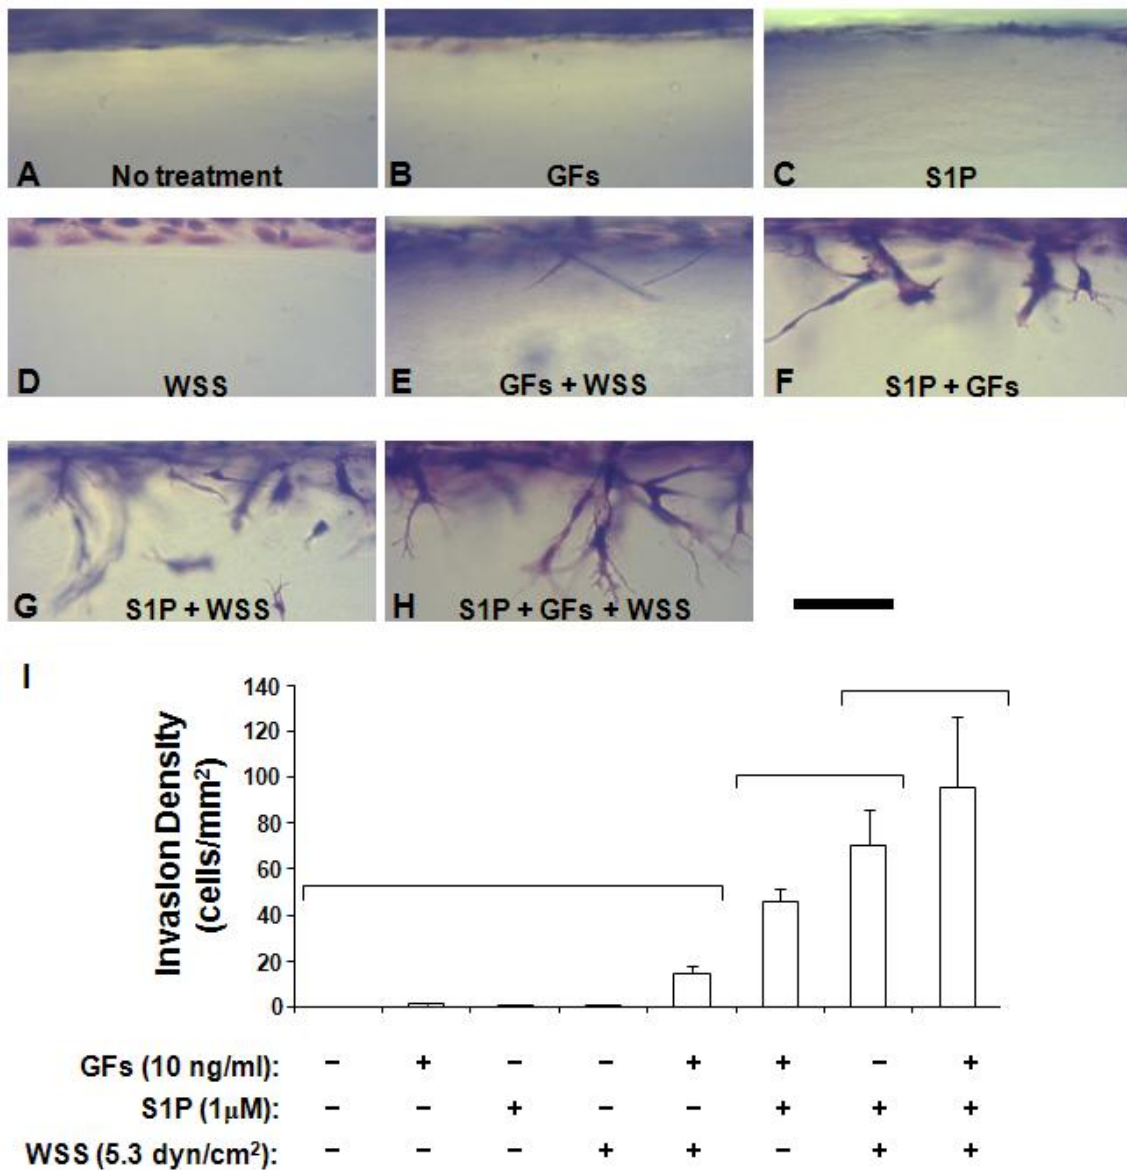 A No treatment
B GFs
C S1P
D WSS
E GFs + WSS
F S1P + GFs
G S1P + WSS
H S1P + GFs + WSS
I
Invasion Density
(cells/mm²)
140
120
100
80
60
40
20
0
GFs (10 ng/ml): – + – – + + – +
S1P (1μM): – – + – – + + +
WSS (5.3 dyn/cm²): – – – + + – + +